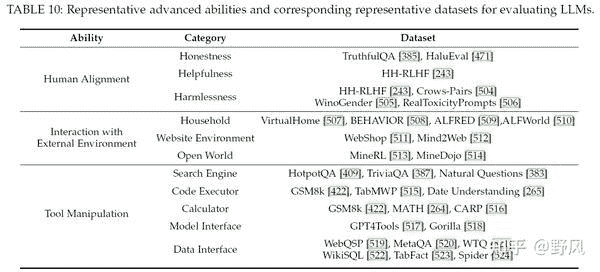 TABLE 10: Representative advanced abilities and corresponding representative datasets for evaluating LLMs.
Ability Category Dataset
Human Alignment
Honesty TruthfulQA [385], HaluEval [471]
Helpfulness HH-RLHF [243]
Harmlessness HH-RLHF [243], Crows-Pairs [504]
WinoGender [505], RealToxicityPrompts [506]
Interaction with
External Environment
Household VirtualHome [507], BEHAVIOR [508], ALFRED [509],ALFWorld [510]
Website Environment WebShop [511], Mind2Web [512]
Open World MineRL [513], MineDojo [514]
Tool Manipulation
Search Engine HotpotQA [409], TriviaQA [387], Natural Questions [383]
Code Executor GSM8k [422], TabMWP [515], Date Understanding [265]
Calculator GSM8k [422], MATH [264], CARP [516]
Model Interface GPT4Tools [517], Gorilla [518]
Data Interface WebQSP [519], MetaQA [520], WTQ
WikiSQL [522], TabFact [523], Spider [524]
知乎 @野风